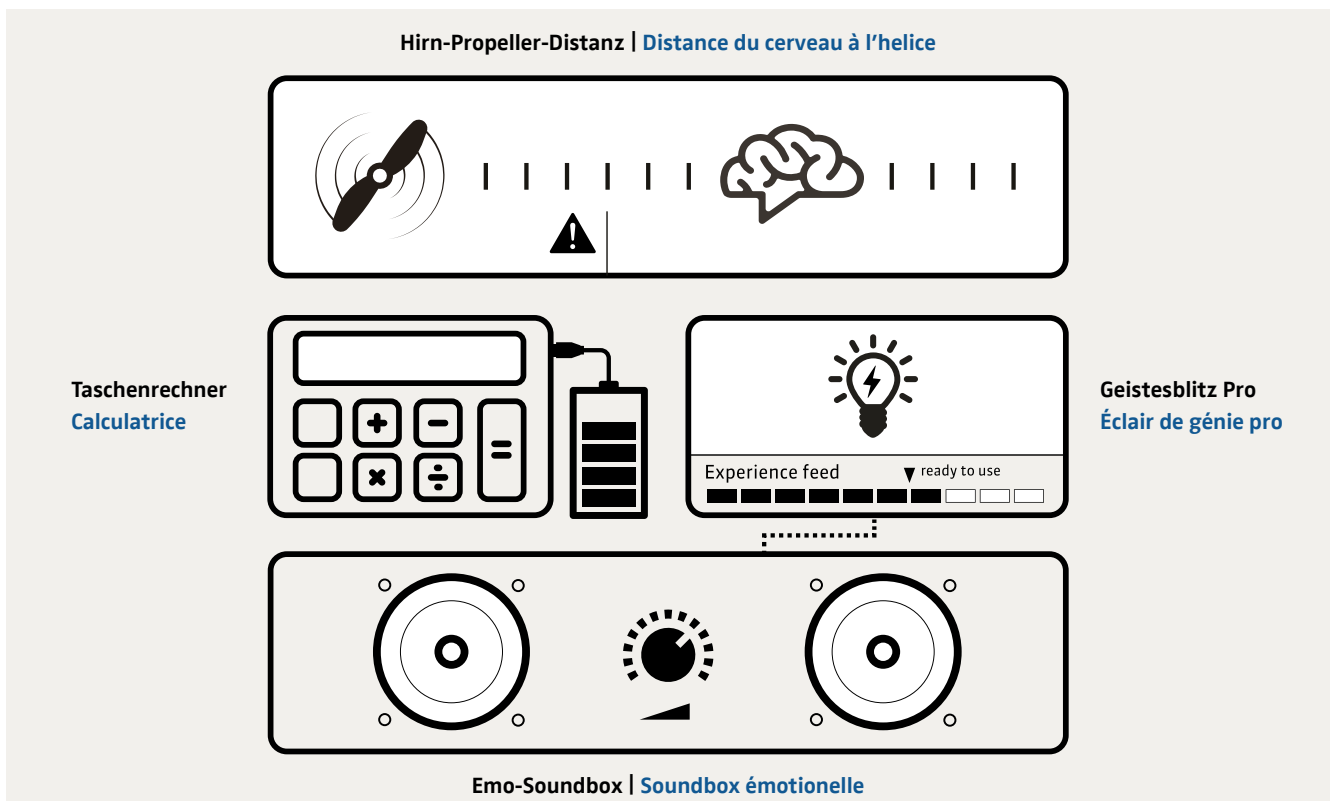 Hirn-Propeller-Distanz | Distance du cerveau à l’helice
Taschenrechner
Calculatrice
Geistesblitz Pro
Éclair de génie pro
Experience feed ready to use
Emo-Soundbox | Soundbox émotionelle